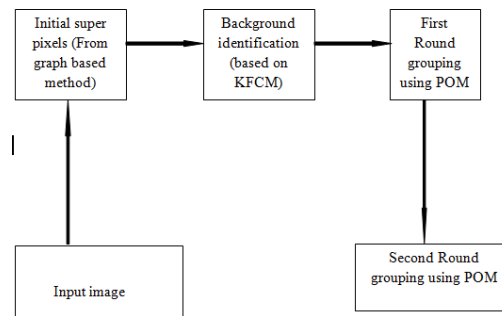 Initial super
pixels (From
graph based
method)
Background
identification
(based on
KFCM)
First
Round
grouping
using POM
Input image
Second Round
grouping using POM